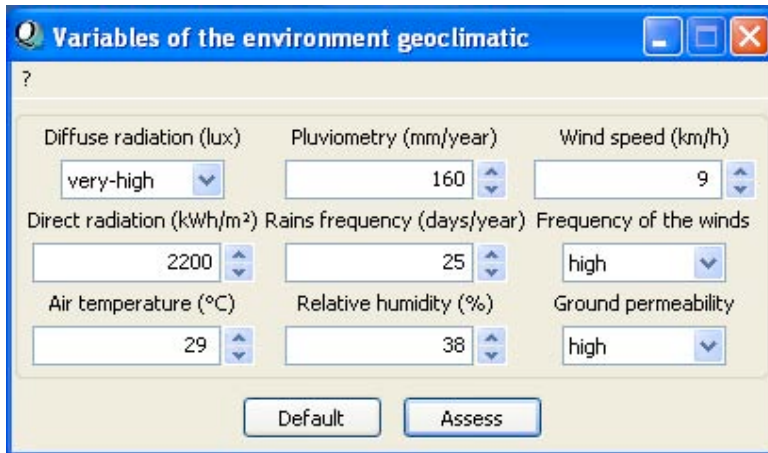 Variables of the environment geoclimatic
?
Diffuse radiation (lux) Pluviometry (mm/year) Wind speed (km/h)
very-high 160 9
Direct radiation (kWh/m²) Rains frequency (days/year) Frequency of the winds
2200 25 high
Air temperature (°C) Relative humidity (%) Ground permeability
29 38 high
Default Assess